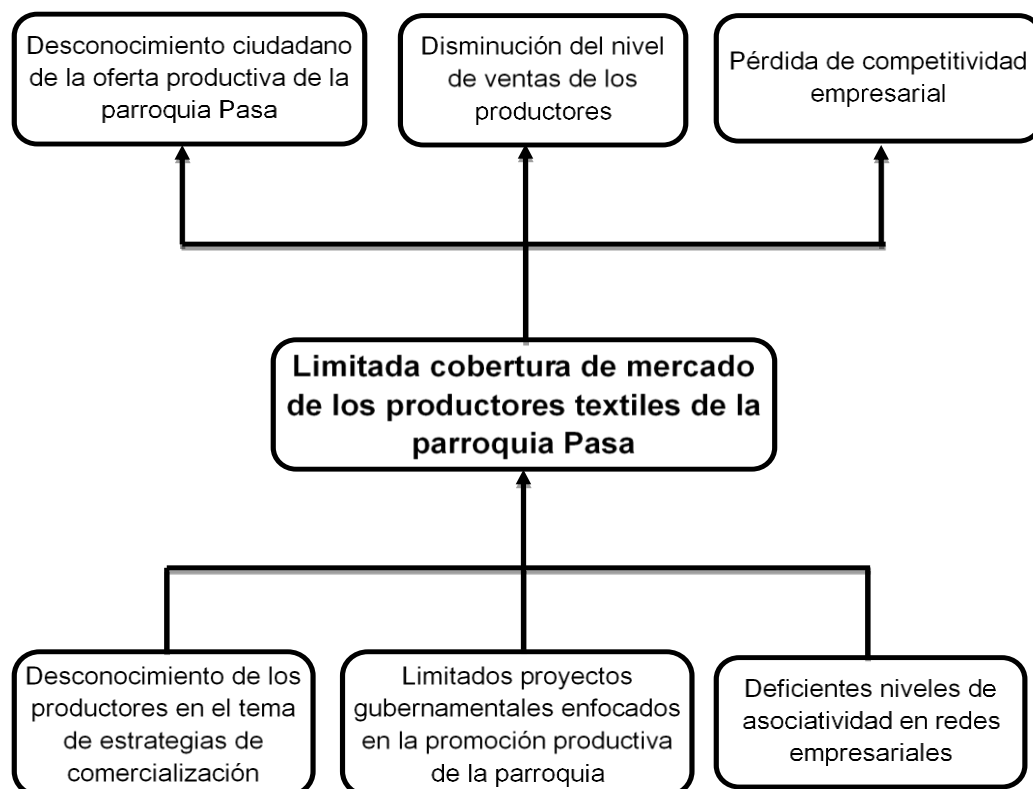 Desconocimiento ciudadano
de la oferta productiva de la
parroquia Pasa
Disminución del nivel
de ventas de los
productores
Pérdida de competitividad
empresarial
Limitada cobertura de mercado
de los productores textiles de la
parroquia Pasa
Desconocimiento de los
productores en el tema
de estrategias de
comercialización
Limitados proyectos
gubernamentales enfocados
en la promoción productiva
de la parroquia
Deficientes niveles de
asociatividad en redes
empresariales